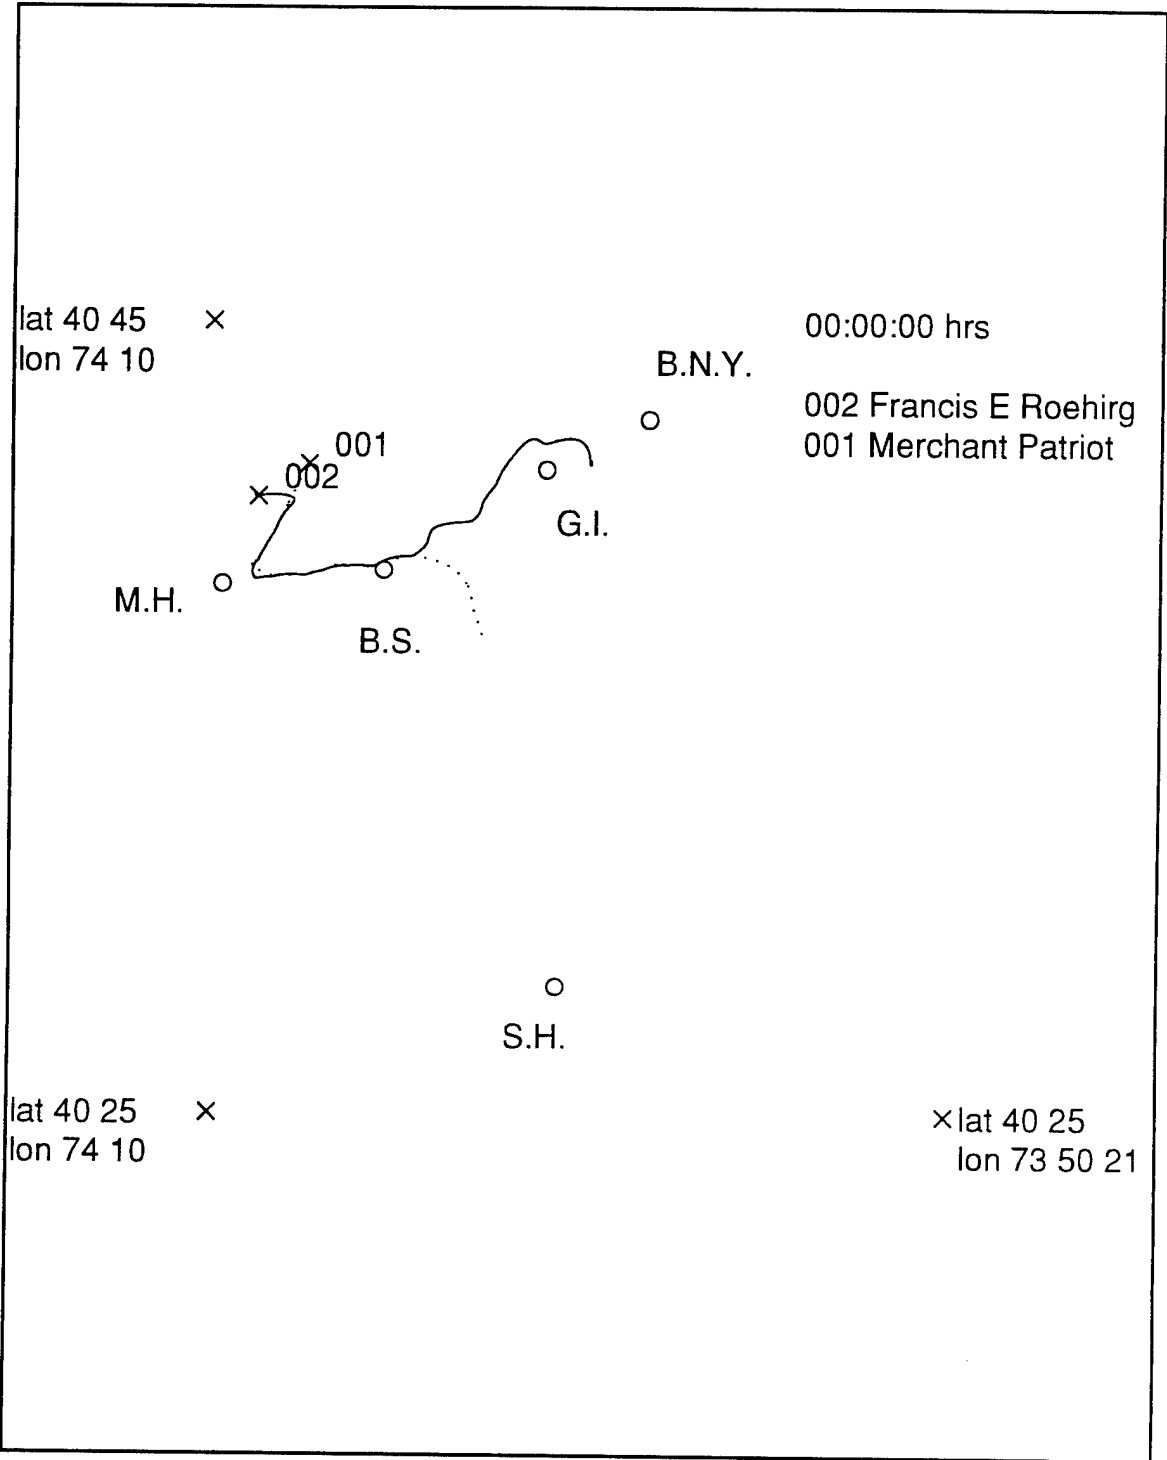 lat 40 45
lon 74 10
00:00:00 hrs
B.N.Y.
002 Francis E Roehirg
001 Merchant Patriot
001
002
G.I.
M.H.
B.S.
S.H.
lat 40 25
lon 74 10
lat 40 25
lon 73 50 21